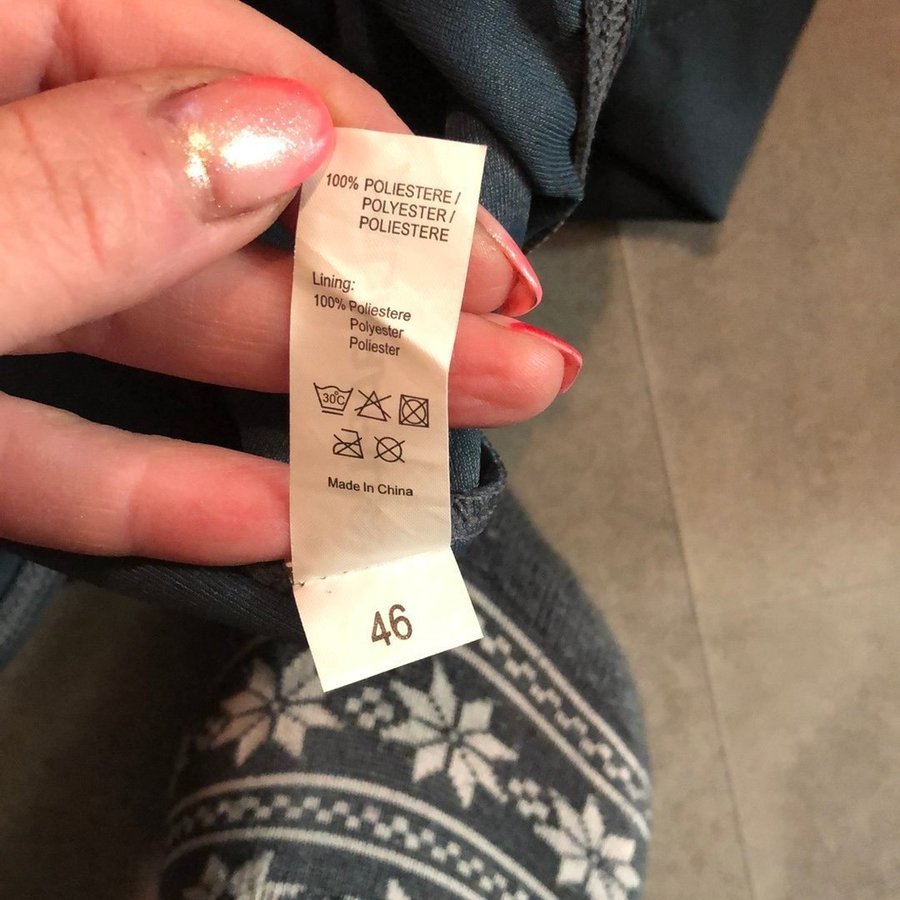 100% POLIESTERE /
POLYESTER /
POLIESTERE
Lining:
100% Poliestere
Polyester
Poliester
30°C
Made In China
46